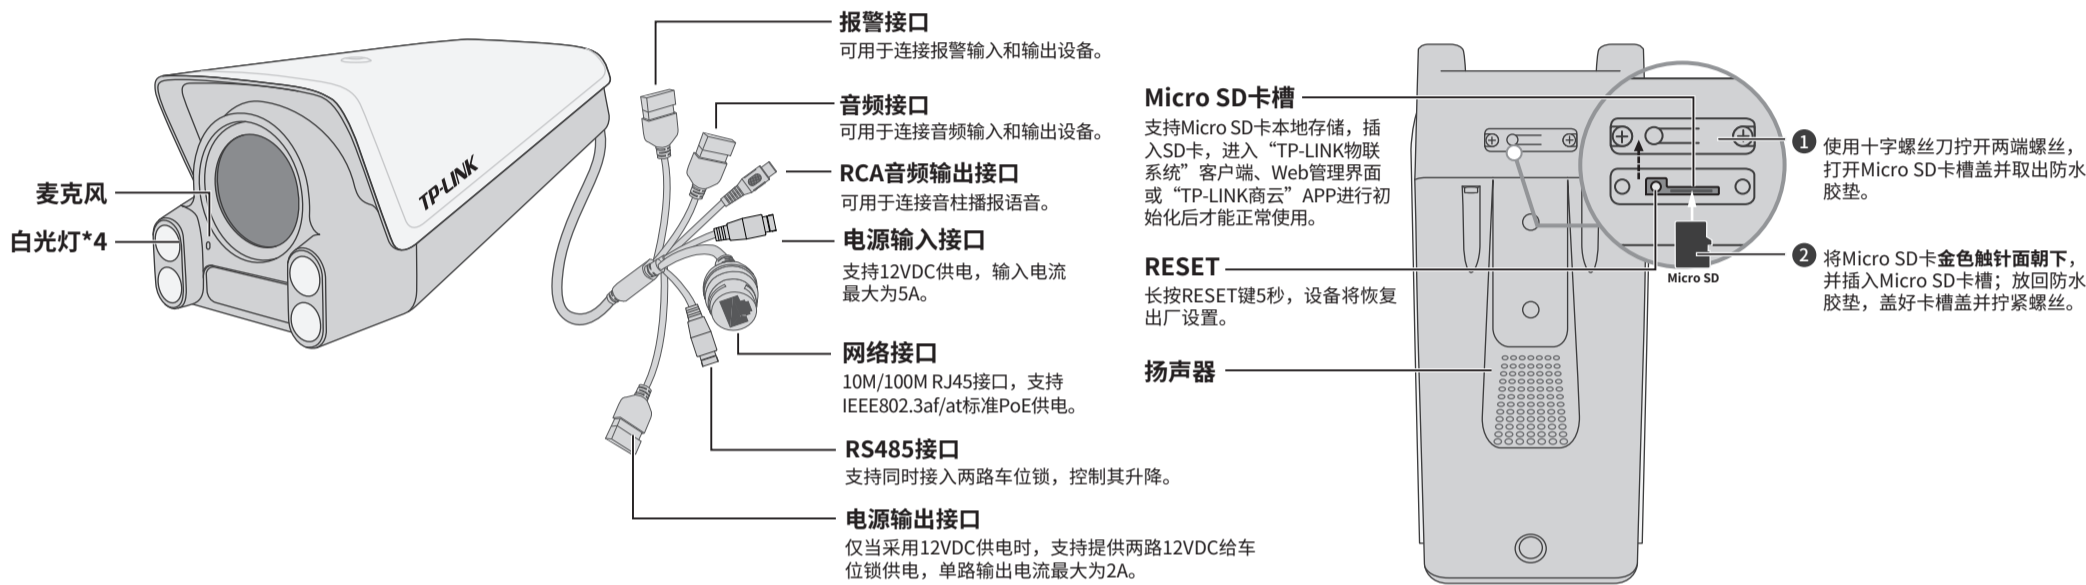 麦克风
白光灯*4
TP-LINK
报警接口
可用于连接报警输入和输出设备。
音频接口
可用于连接音频输入和输出设备。
RCA音频输出接口
可用于连接音柱播报语音。
电源输入接口
支持12VDC供电，输入电流
最大为5A。
网络接口
10M/100M RJ45接口，支持
IEEE802.3af/at标准PoE供电。
RS485接口
支持同时接入两路车位锁，控制其升降。
电源输出接口
仅当采用12VDC供电时，支持提供两路12VDC给车
位锁供电，单路输出电流最大为2A。
Micro SD卡槽
支持Micro SD卡本地存储，插
入SD卡，进入“TP-LINK物联
系统”客户端、Web管理界面
或“TP-LINK商云”APP进行初
始化后才能正常使用。
RESET
长按RESET键5秒，设备将恢复
出厂设置。
扬声器
Micro SD
1 使用十字螺丝刀拧开两端螺丝，
打开Micro SD卡槽盖并取出防水
胶垫。
2 将Micro SD卡金色触针面朝下，
并插入Micro SD卡槽；放回防水
胶垫，盖好卡槽盖并拧紧螺丝。